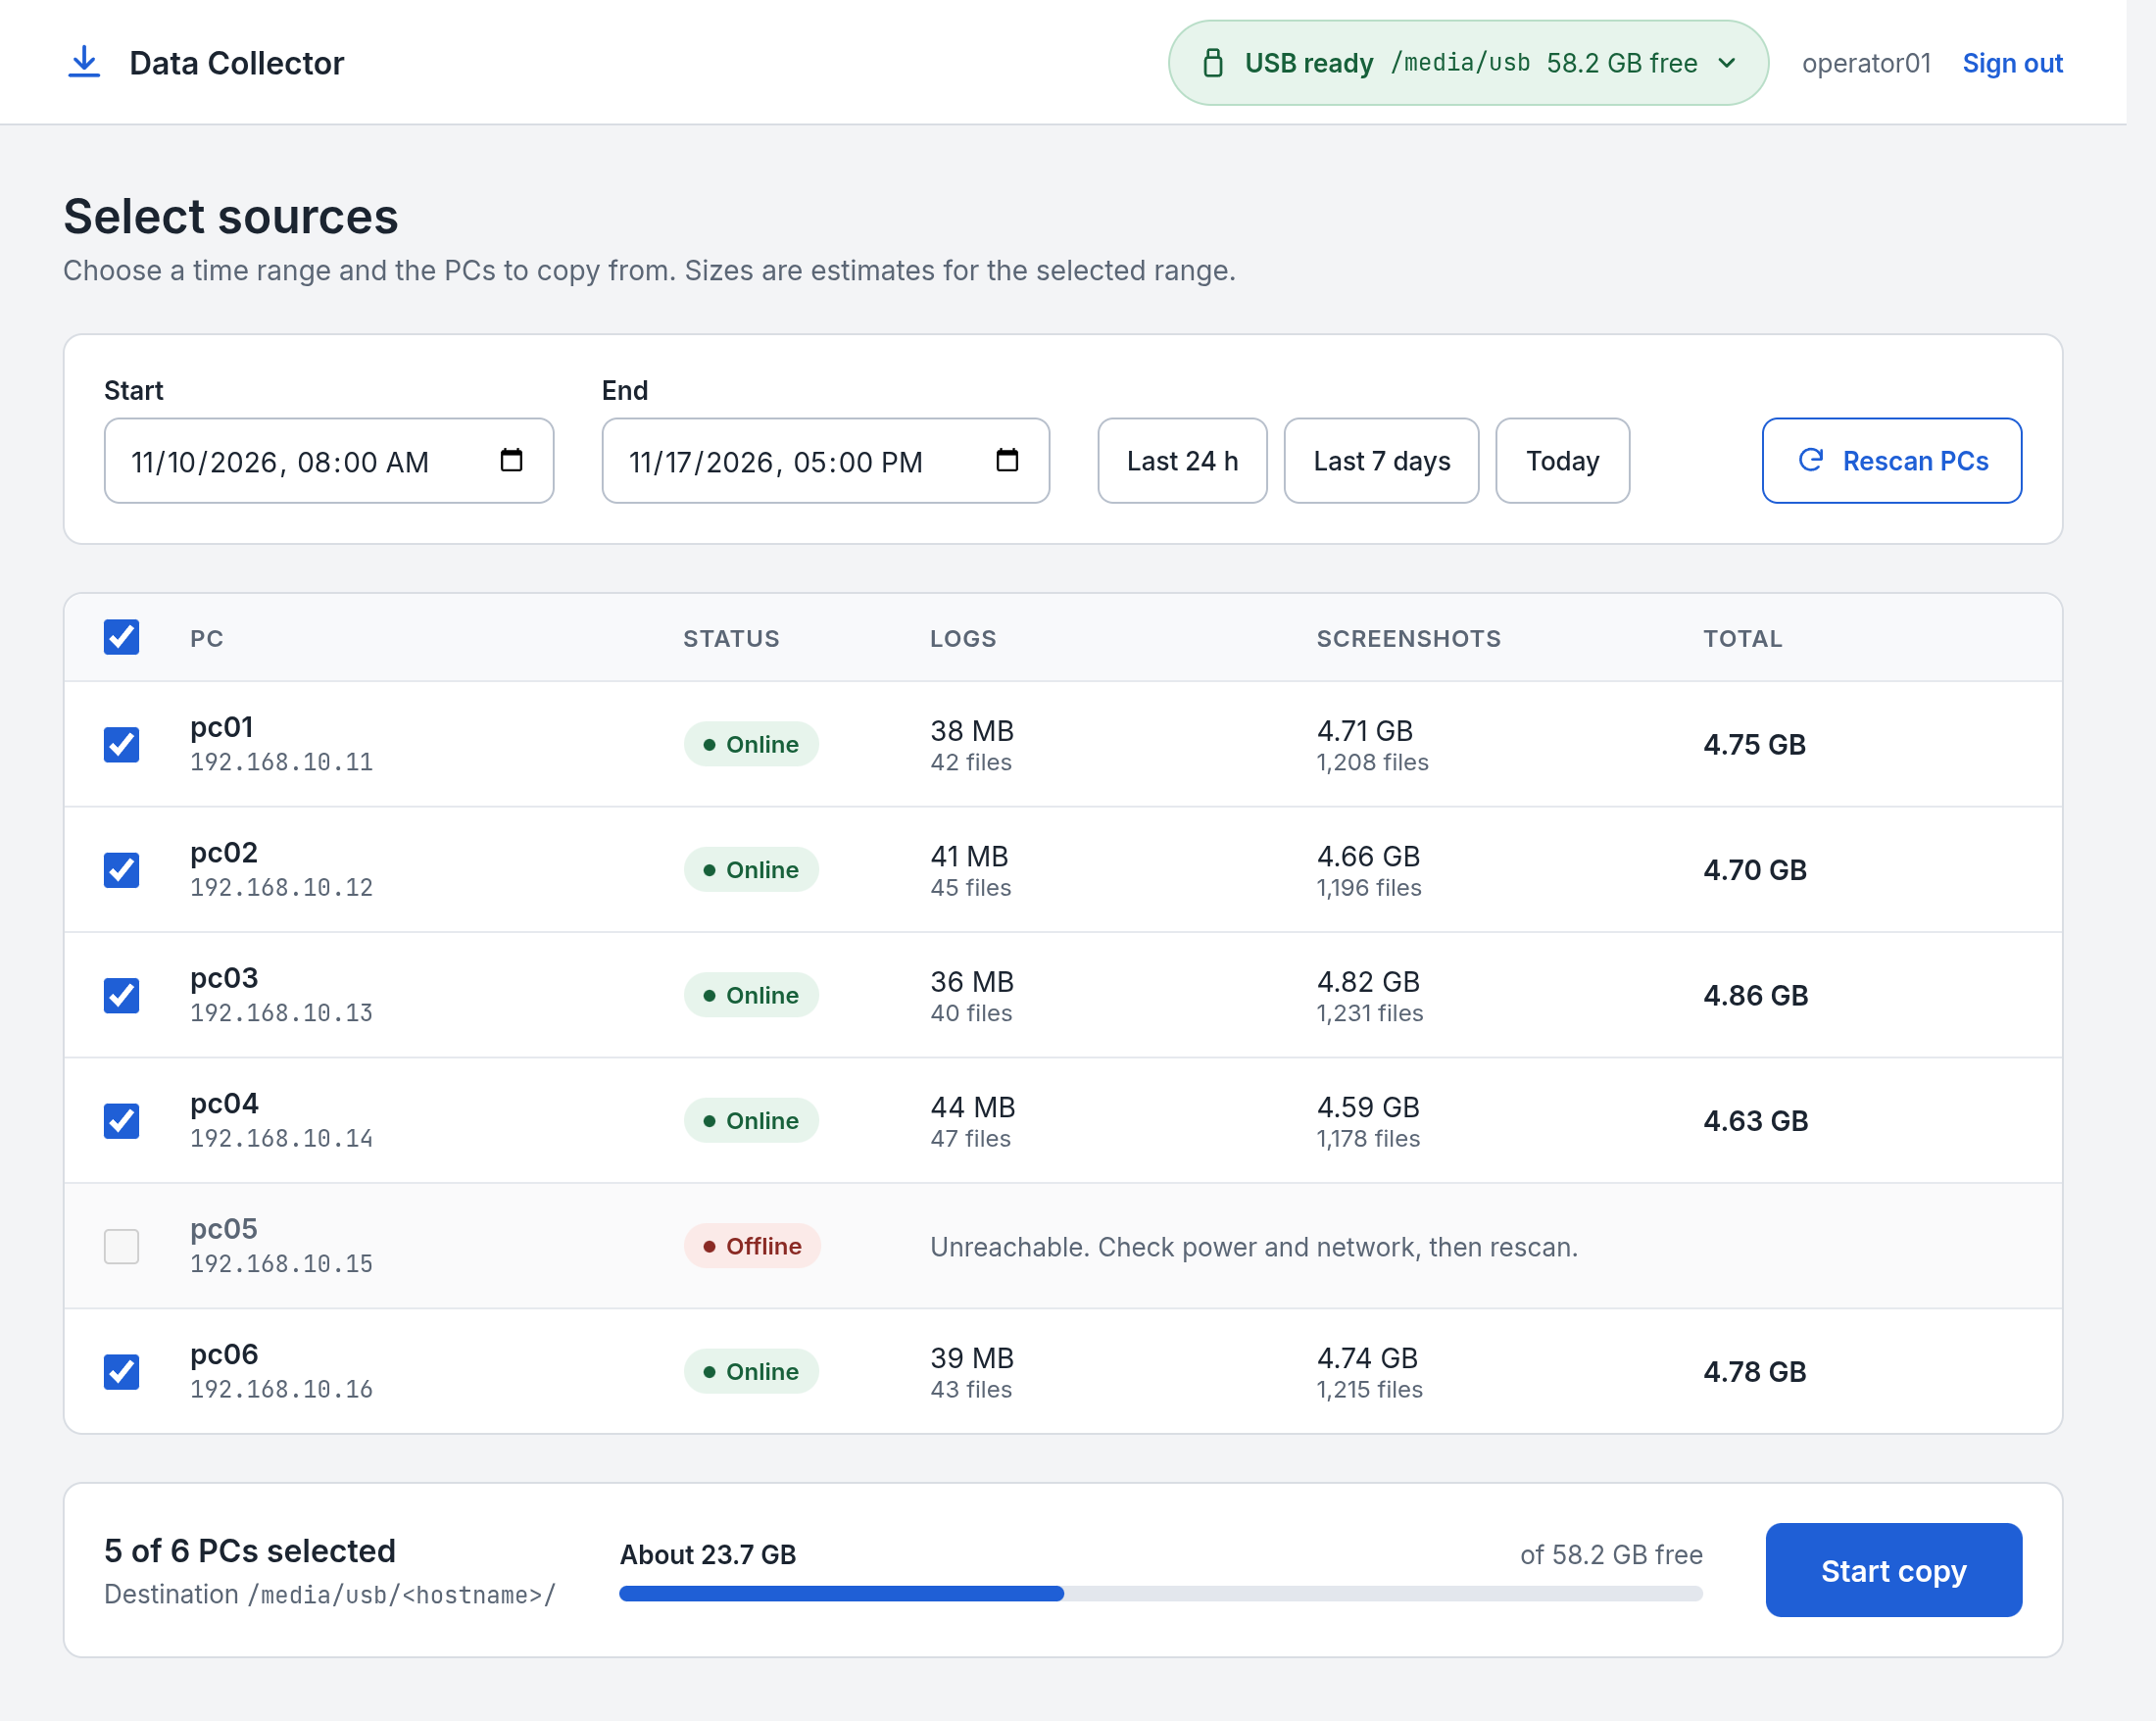 Data Collector
USB ready /media/usb 58.2 GB free
operator01
Sign out
Select sources
Choose a time range and the PCs to copy from. Sizes are estimates for the selected range.
Start
End
11/10/2026, 08:00 AM
11/17/2026, 05:00 PM
Last 24 h
Last 7 days
Today
Rescan PCs
PC STATUS LOGS SCREENSHOTS TOTAL
pc01
192.168.10.11
Online
38 MB
42 files
4.71 GB
1,208 files
4.75 GB
pc02
192.168.10.12
Online
41 MB
45 files
4.66 GB
1,196 files
4.70 GB
pc03
192.168.10.13
Online
36 MB
40 files
4.82 GB
1,231 files
4.86 GB
pc04
192.168.10.14
Online
44 MB
47 files
4.59 GB
1,178 files
4.63 GB
pc05
192.168.10.15
Offline
Unreachable. Check power and network, then rescan.
pc06
192.168.10.16
Online
39 MB
43 files
4.74 GB
1,215 files
4.78 GB
5 of 6 PCs selected
Destination /media/usb/<hostname>/
About 23.7 GB
of 58.2 GB free
Start copy